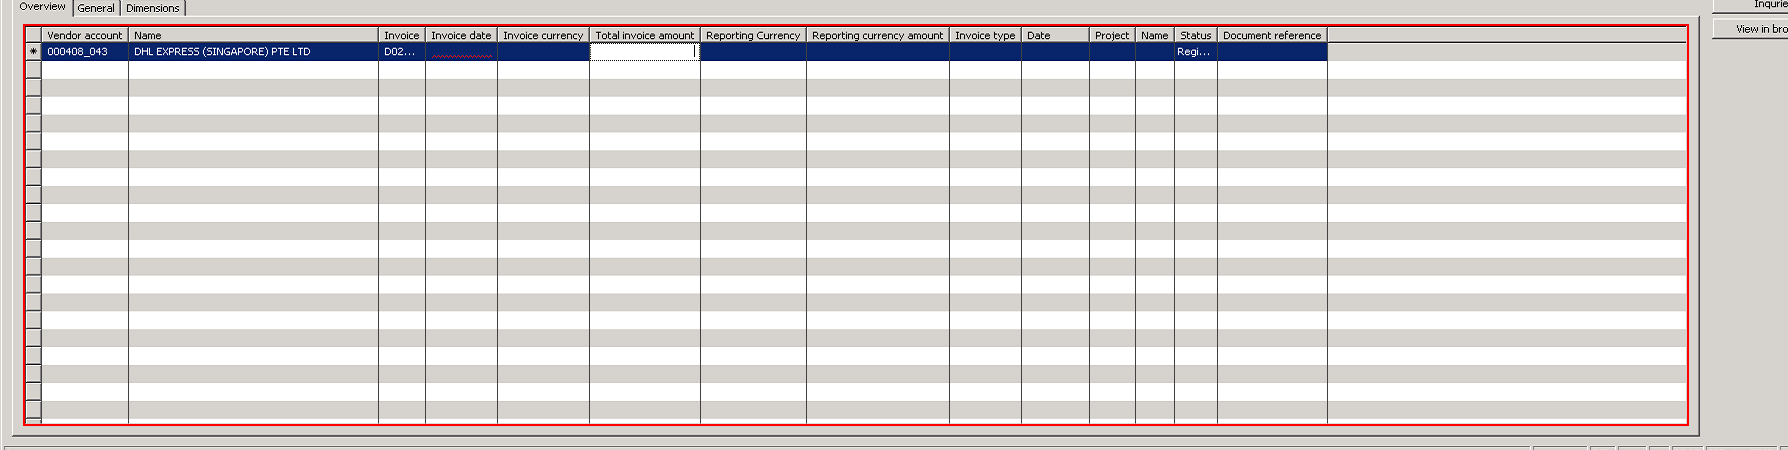 Overview General Dimensions
Inqurie
View in bro
Vendor account Name Invoice Invoice date Invoice currency Total invoice amount Reporting Currency Reporting currency amount Invoice type Date Project Name Status Document reference
* 000408_043 DHL EXPRESS (SINGAPORE) PTE LTD D02... Regi...